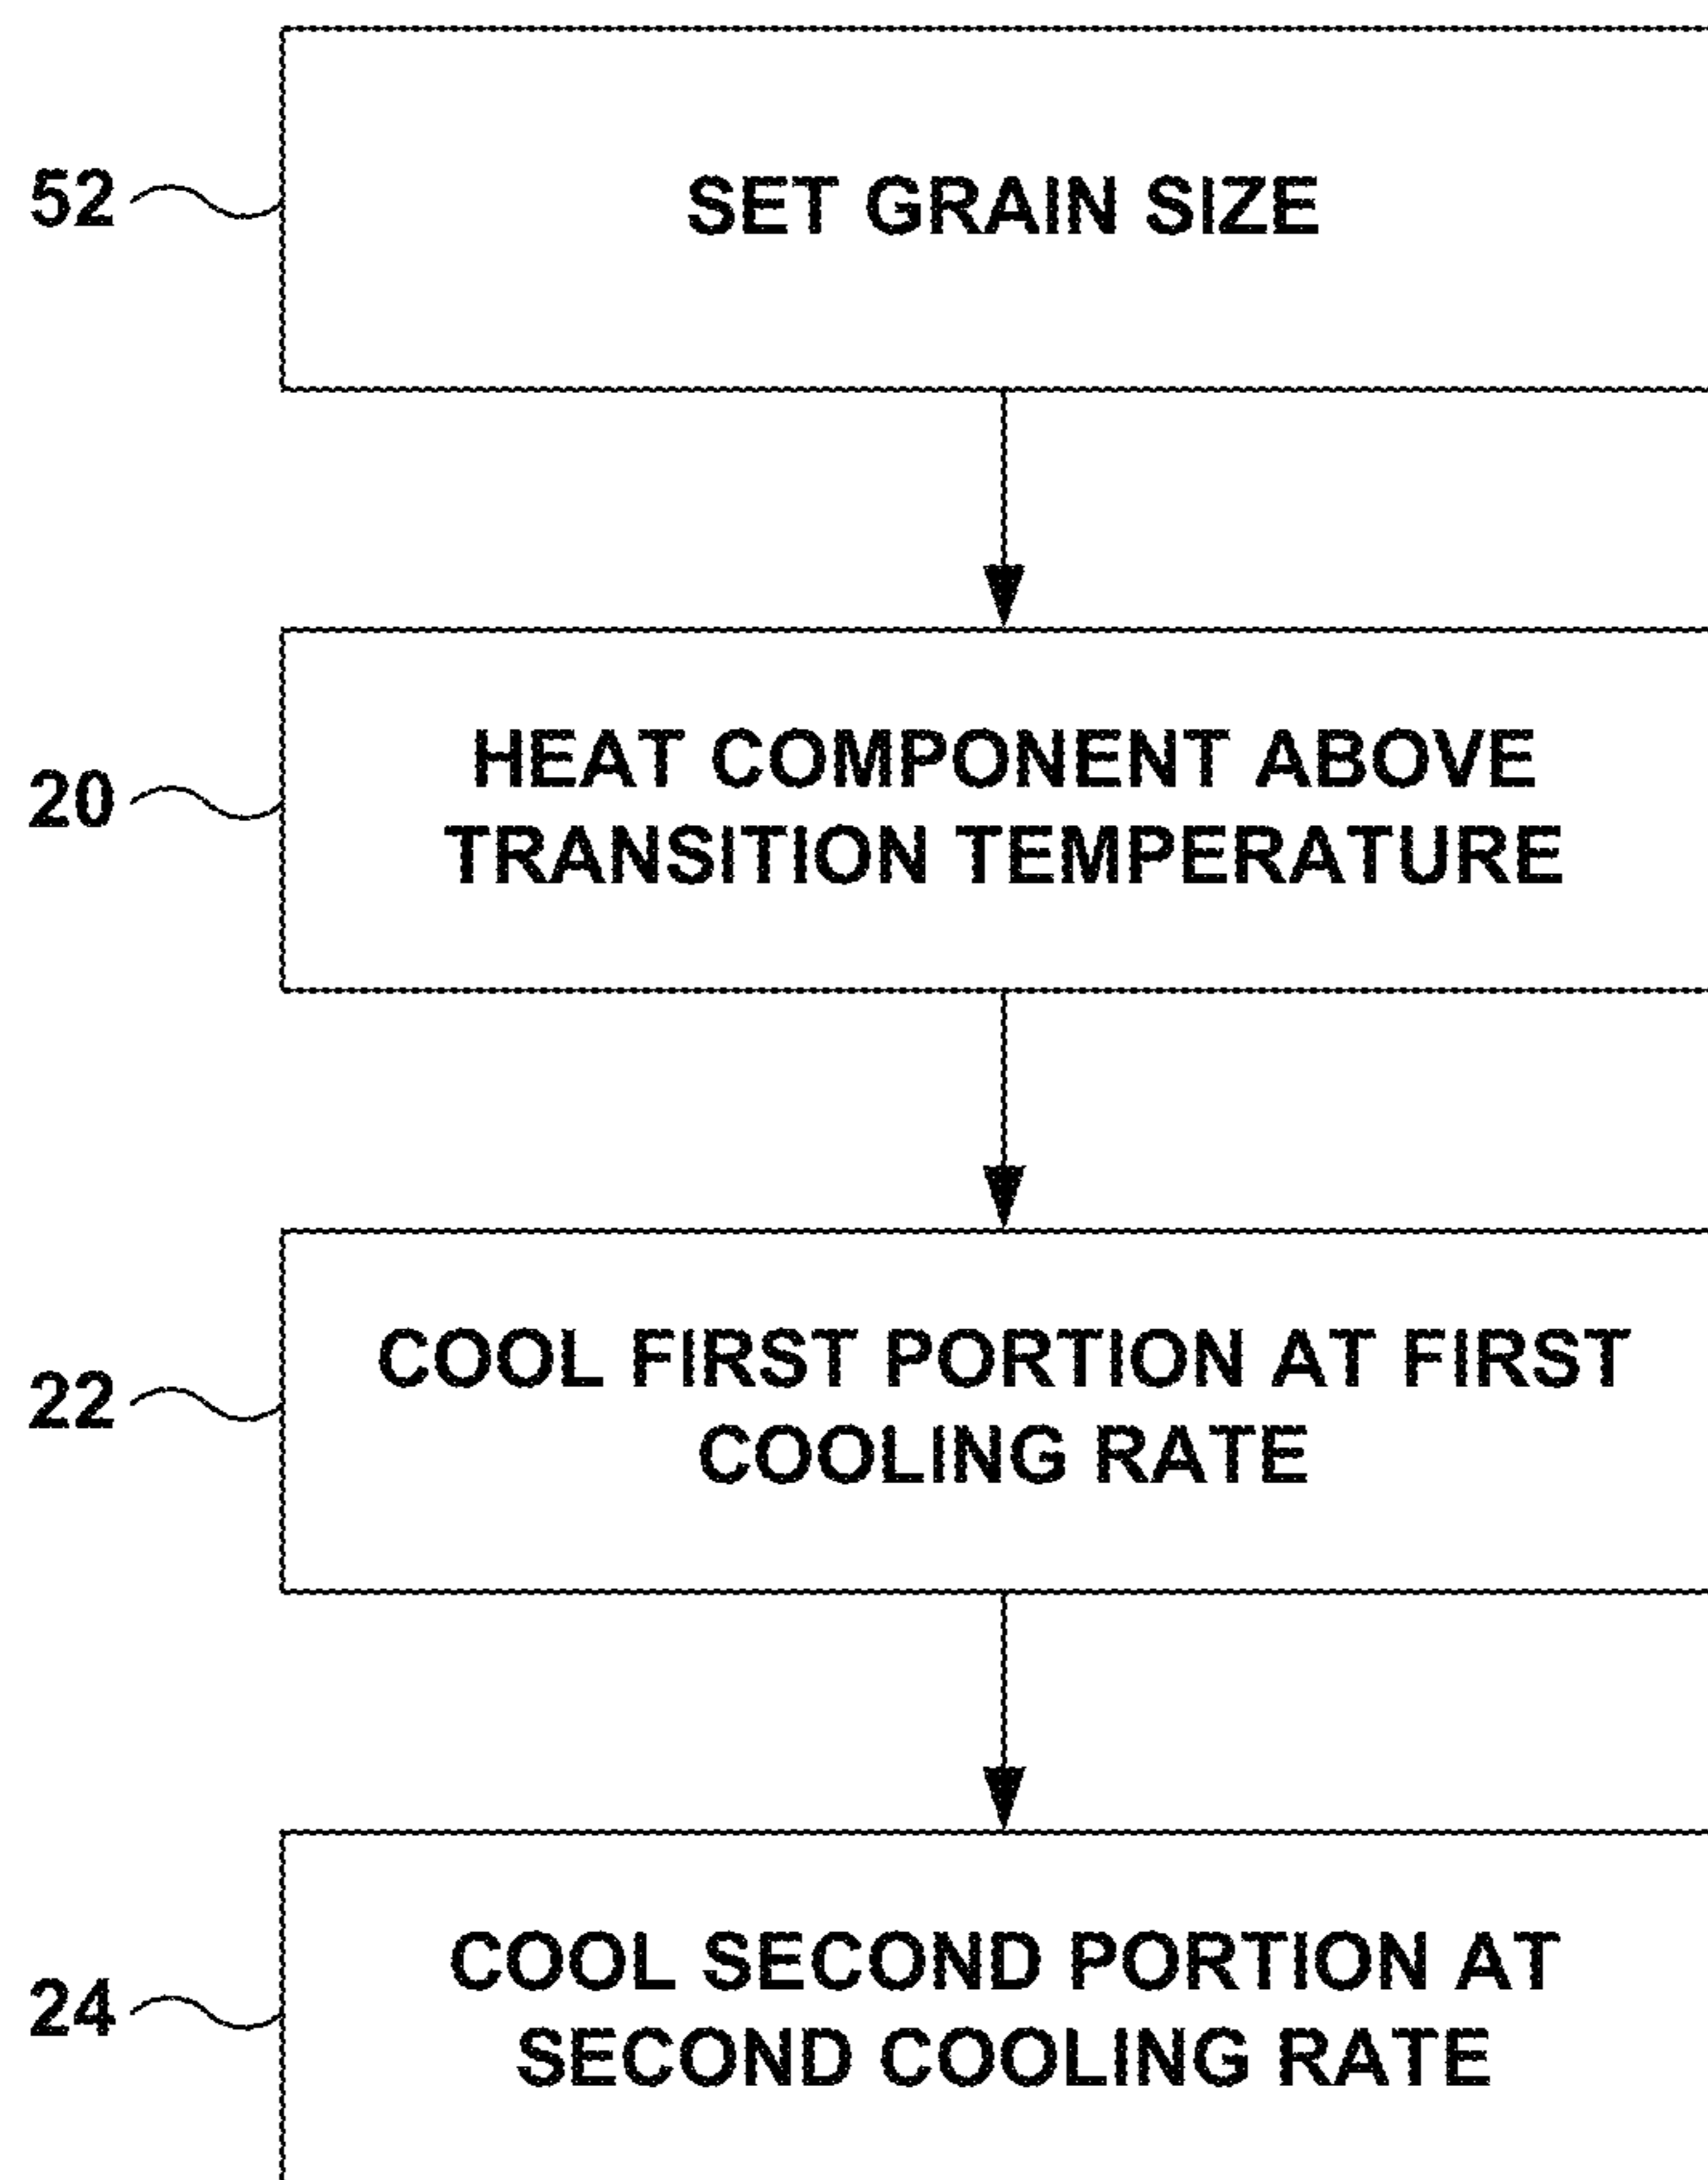 52
SET GRAIN SIZE
20
HEAT COMPONENT ABOVE
TRANSITION TEMPERATURE
22
COOL FIRST PORTION AT FIRST
COOLING RATE
24
COOL SECOND PORTION AT
SECOND COOLING RATE